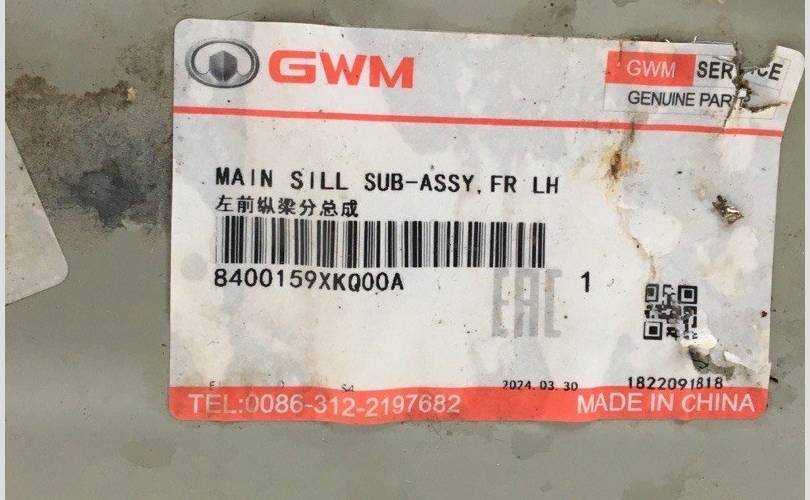 GWM
GWM SERVICE
GENUINE PART
MAIN SILL SUB-ASSY, FR LH
左前纵梁分总成
8400159XKQ00A
1
EAC
2024.03.30
1822091818
TEL:0086-312-2197682
MADE IN CHINA